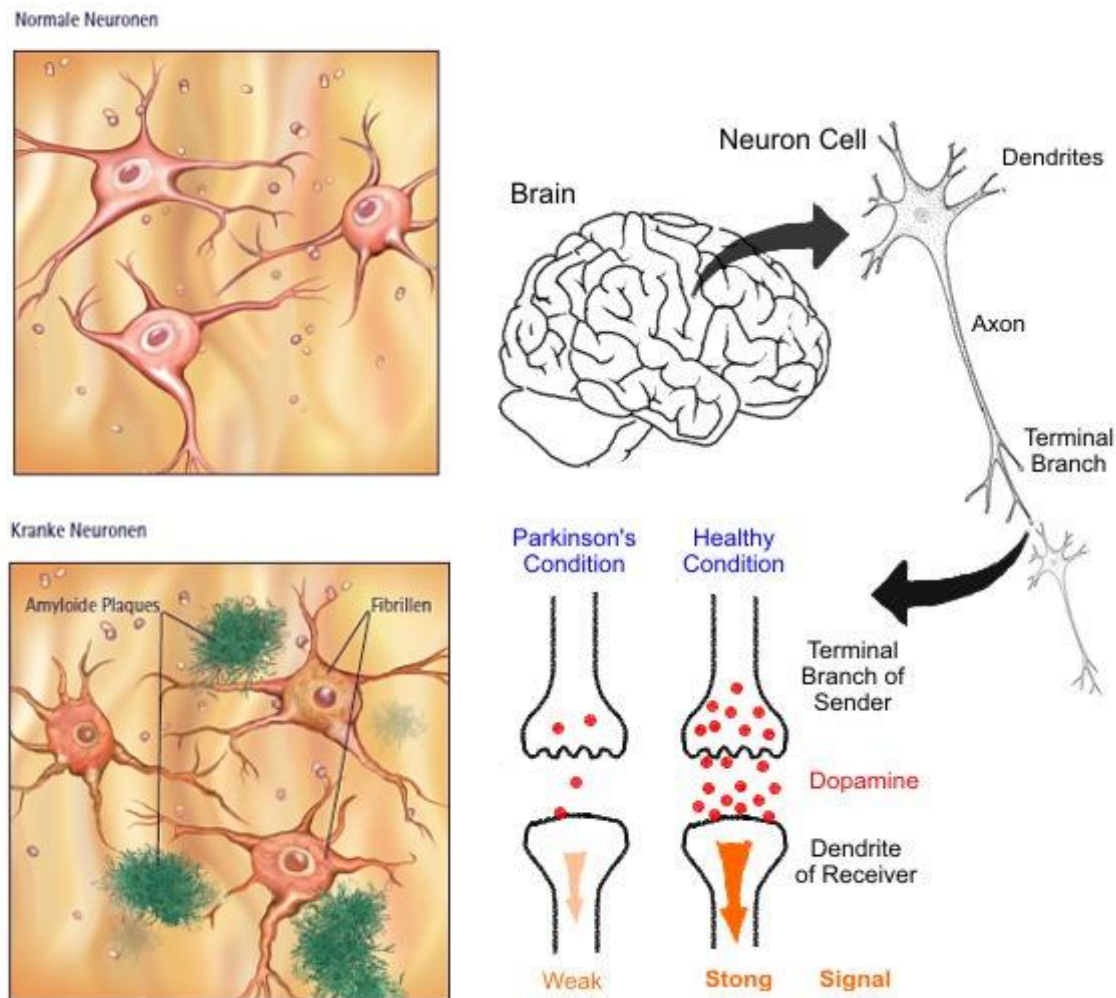 Normale Neuronen
Neuron Cell
Dendrites
Brain
Axon
Terminal
Branch
Kranke Neuronen
Amyloide Plaques
Fibrillen
Parkinson's
Condition
Healthy
Condition
Terminal
Branch of
Sender
Dopamine
Dendrite
of Receiver
Weak
Stong
Signal